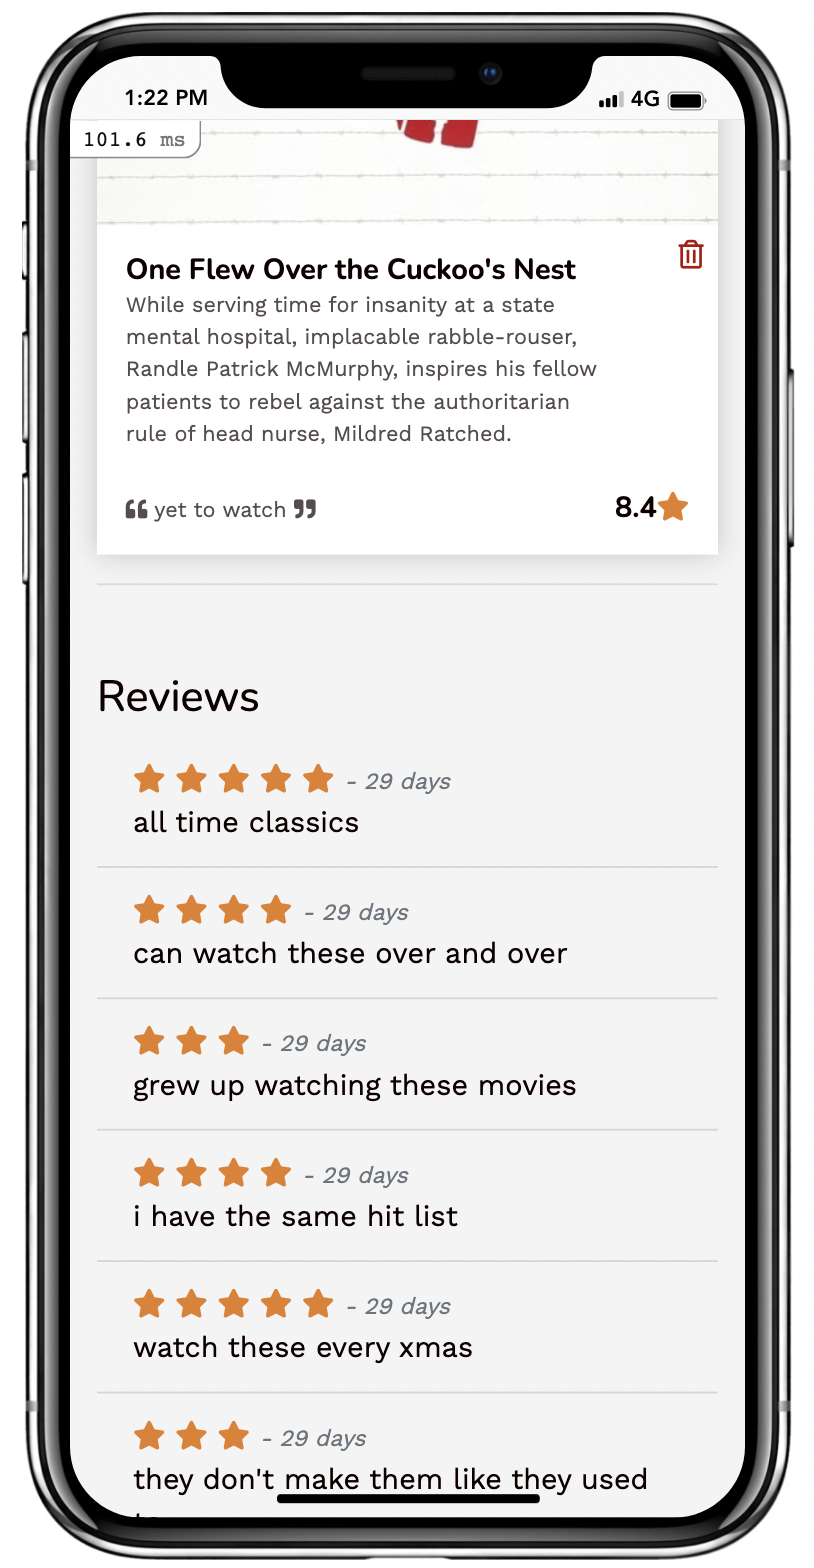 1:22 PM
4G
101.6 ms
One Flew Over the Cuckoo's Nest
While serving time for insanity at a state
mental hospital, implacable rabble-rouser,
Randle Patrick McMurphy, inspires his fellow
patients to rebel against the authoritarian
rule of head nurse, Mildred Ratched.
❝ yet to watch ❞
8.4
Reviews
- 29 days
all time classics
- 29 days
can watch these over and over
- 29 days
grew up watching these movies
- 29 days
i have the same hit list
- 29 days
watch these every xmas
- 29 days
they don't make them like they used